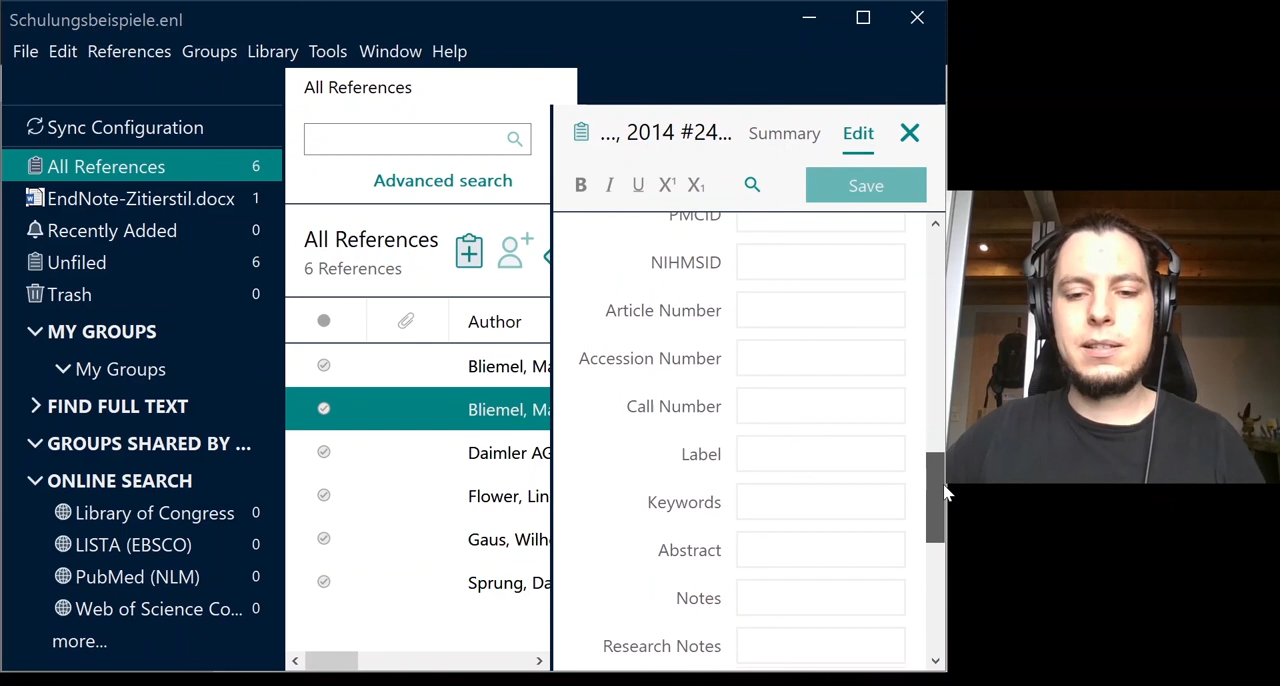 Schulungsbeispiele.enl
File Edit References Groups Library Tools Window Help
Sync Configuration
All References 6
EndNote-Zitierstil.docx 1
Recently Added 0
Unfiled 6
Trash 0
MY GROUPS
My Groups
FIND FULL TEXT
GROUPS SHARED BY ...
ONLINE SEARCH
Library of Congress 0
LISTA (EBSCO) 0
PubMed (NLM) 0
Web of Science Co... 0
more...
All References
Advanced search
All References
6 References
Author
Bliemel, Ma
Bliemel, Ma
Daimler AG
Flower, Lin
Gaus, Wilh
Sprung, Da
..., 2014 #24... Summary Edit
B I U X¹ X₁ Save
PMCID
NIHMSID
Article Number
Accession Number
Call Number
Label
Keywords
Abstract
Notes
Research Notes